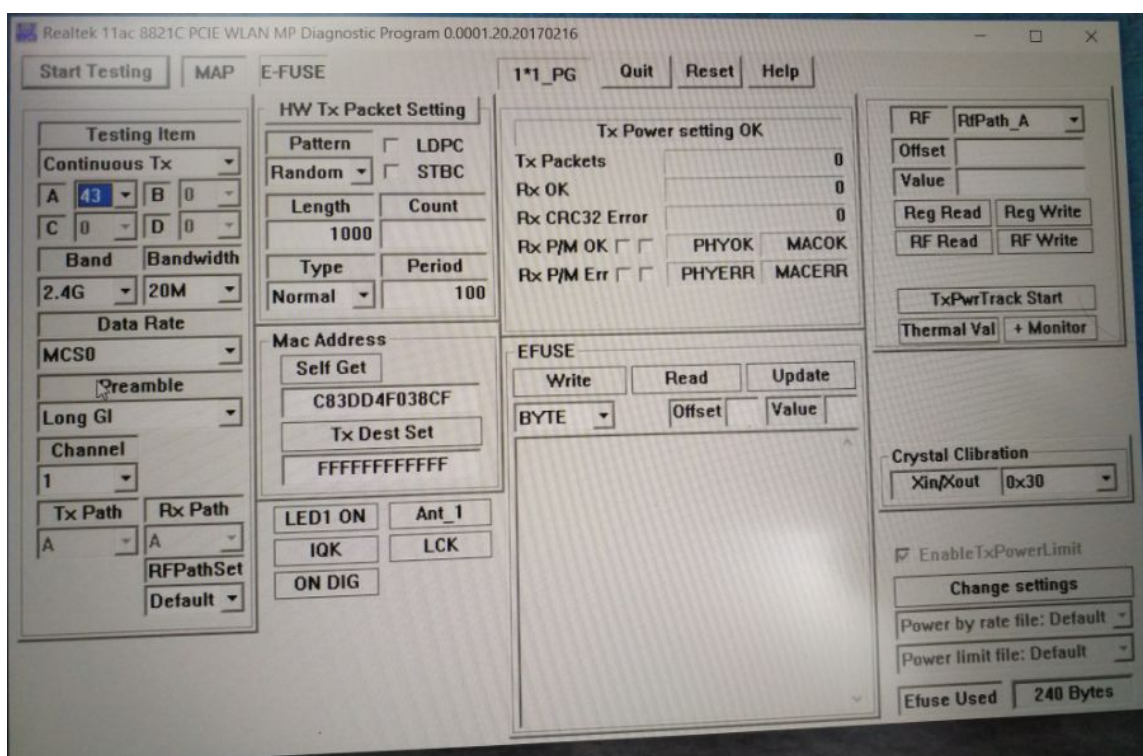 Realtek 11ac 8821C PCIE WLAN MP Diagnostic Program 0.0001.20.20170216
Start Testing MAP E-FUSE 1*1_PG Quit Reset Help
Testing Item
Continuous Tx
A 43 B 0
C 0 D 0
Band Bandwidth
2.4G 20M
Data Rate
MCS0
Preamble
Long GI
Channel
1
Tx Path Rx Path
A A
RFPathSet
Default
HW Tx Packet Setting
Pattern LDPC
Random STBC
Length Count
1000
Type Period
Normal 100
Mac Address
Self Get
C83DD4F038CF
Tx Dest Set
FFFFFFFFFFFF
LED1 ON Ant_1
IQK LCK
ON DIG
Tx Power setting OK
Tx Packets 0
Rx OK 0
Rx CRC32 Error 0
Rx P/M OK PHYOK MACOK
Rx P/M Err PHYERR MACERR
EFUSE
Write Read Update
BYTE Offset Value
RF RfPath_A
Offset
Value
Reg Read Reg Write
RF Read RF Write
TxPwrTrack Start
Thermal Val + Monitor
Crystal Clibration
Xin/Xout 0x30
EnableTxPowerLimit
Change settings
Power by rate file: Default
Power limit file: Default
Efuse Used 240 Bytes